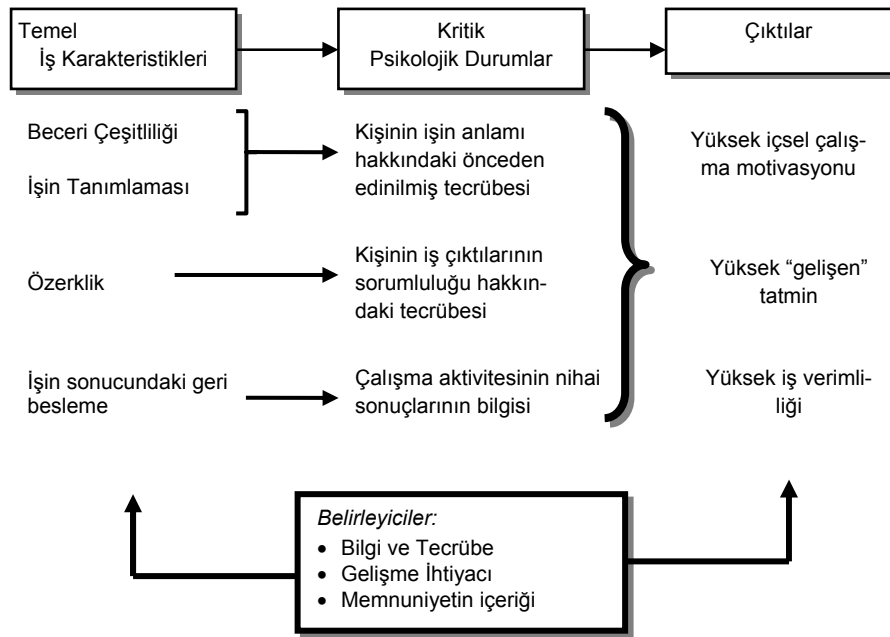 Temel
İş Karakteristikleri
Kritik
Psikolojik Durumlar
Çıktılar
Beceri Çeşitliliği
İşin Tanımlaması
Kişinin işin anlamı
hakkındaki önceden
edinilmiş tecrübesi
Yüksek içsel çalış-
ma motivasyonu
Özerklik
Kişinin iş çıktılarının
sorumluluğu hakkın-
daki tecrübesi
Yüksek “gelişen”
tatmin
İşin sonucundaki geri
besleme
Çalışma aktivitesinin nihai
sonuçlarının bilgisi
Yüksek iş verimli-
liği
Belirleyiciler:
• Bilgi ve Tecrübe
• Gelişme İhtiyacı
• Memnuniyetin içeriği